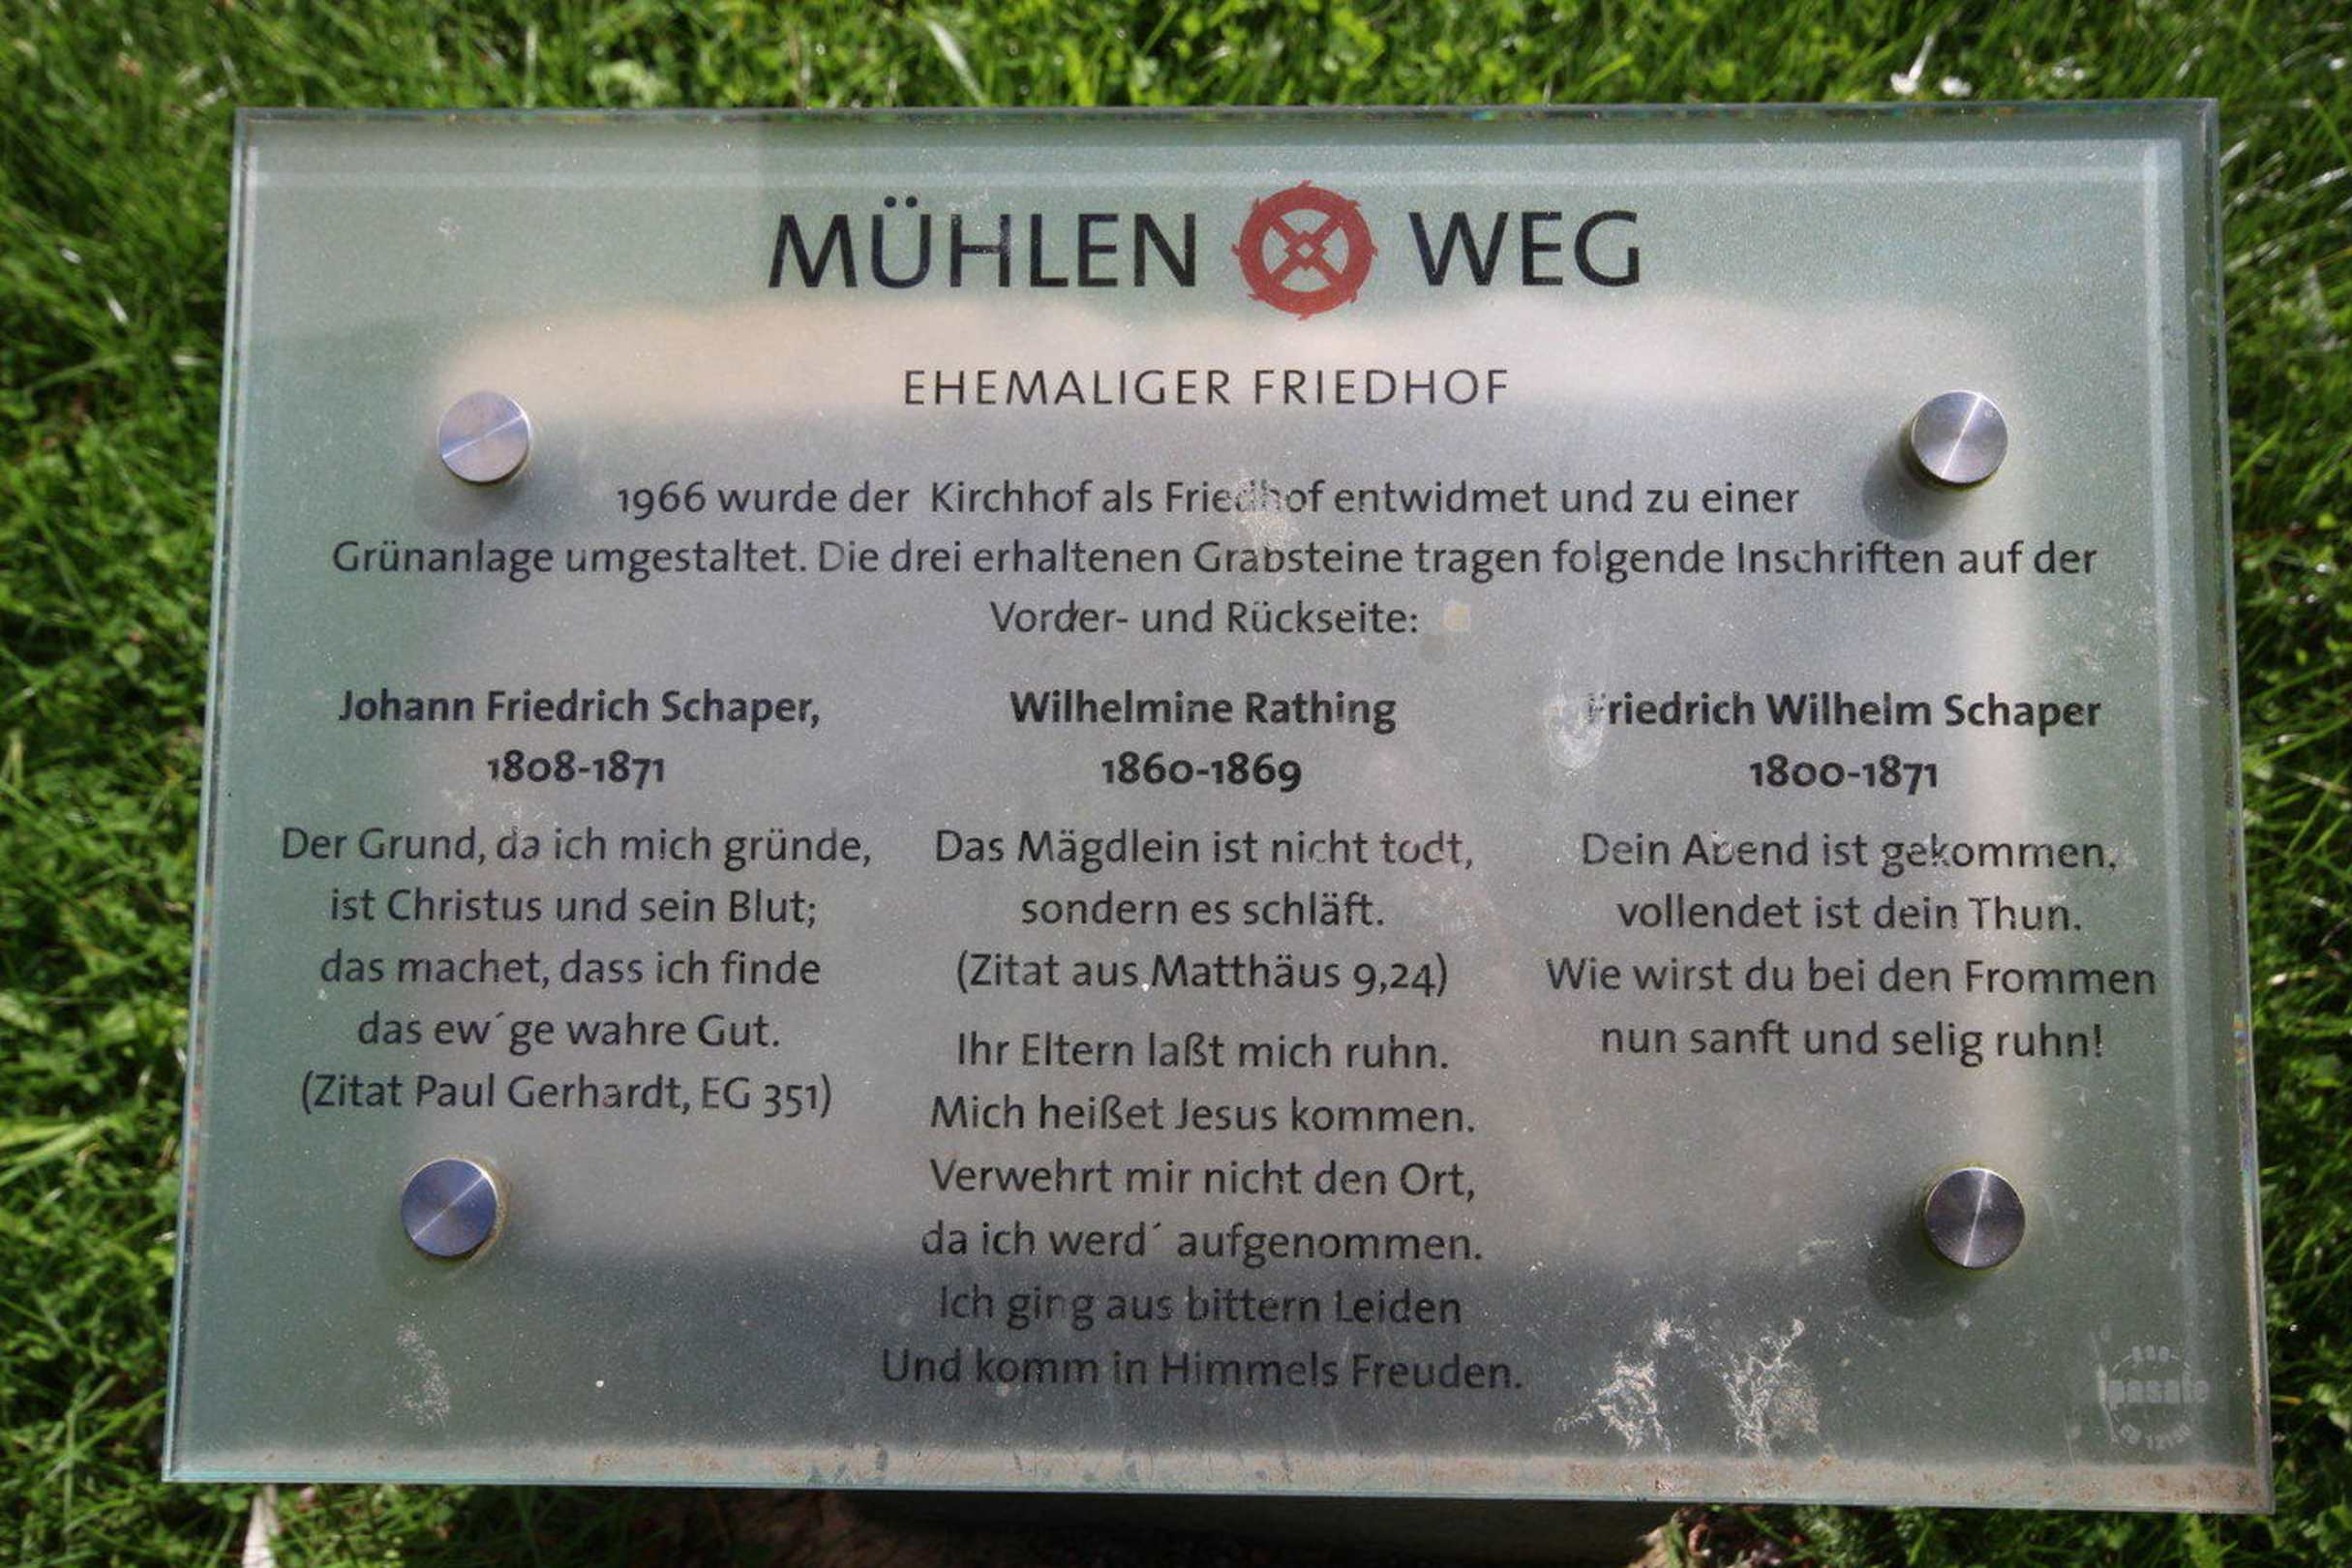 MÜHLEN WEG
EHEMALIGER FRIEDHOF
1966 wurde der Kirchhof als Friedhof entwidmet und zu einer
Grünanlage umgestaltet. Die drei erhaltenen Grabsteine tragen folgende Inschriften auf der
Vorder- und Rückseite:
Johann Friedrich Schaper,
1808-1871
Der Grund, da ich mich gründe,
ist Christus und sein Blut;
das machet, dass ich finde
das ew´ge wahre Gut.
(Zitat Paul Gerhardt, EG 351)
Wilhelmine Rathing
1860-1869
Das Mägdlein ist nicht todt,
sondern es schläft.
(Zitat aus Matthäus 9,24)
Ihr Eltern laßt mich ruhn.
Mich heißet Jesus kommen.
Verwehrt mir nicht den Ort,
da ich werd´ aufgenommen.
Ich ging aus bittern Leiden
Und komm in Himmels Freuden.
Friedrich Wilhelm Schaper
1800-1871
Dein Abend ist gekommen,
vollendet ist dein Thun.
Wie wirst du bei den Frommen
nun sanft und selig ruhn!